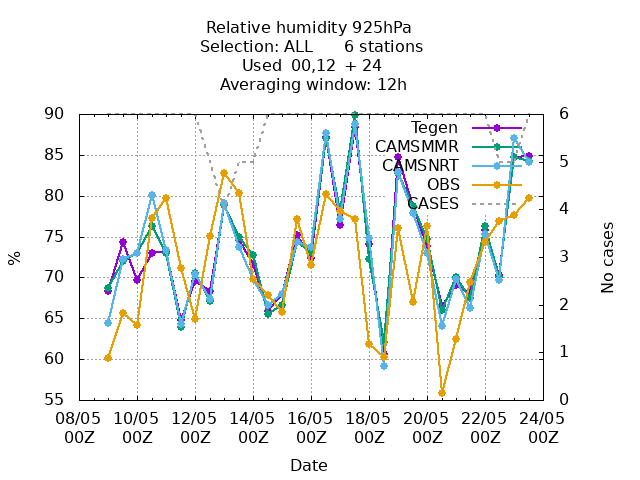 Relative humidity 925hPa
Selection: ALL 6 stations
Used 00,12 + 24
Averaging window: 12h
90 6
Tegen
CAMSMMR
85 5
CAMSNRT
OBS
80 4
CASES
75
% 70 3 No cases
65 2
60 1
55 0
08/05 10/05 12/05 14/05 16/05 18/05 20/05 22/05 24/05
00Z 00Z 00Z 00Z 00Z 00Z 00Z 00Z 00Z
Date